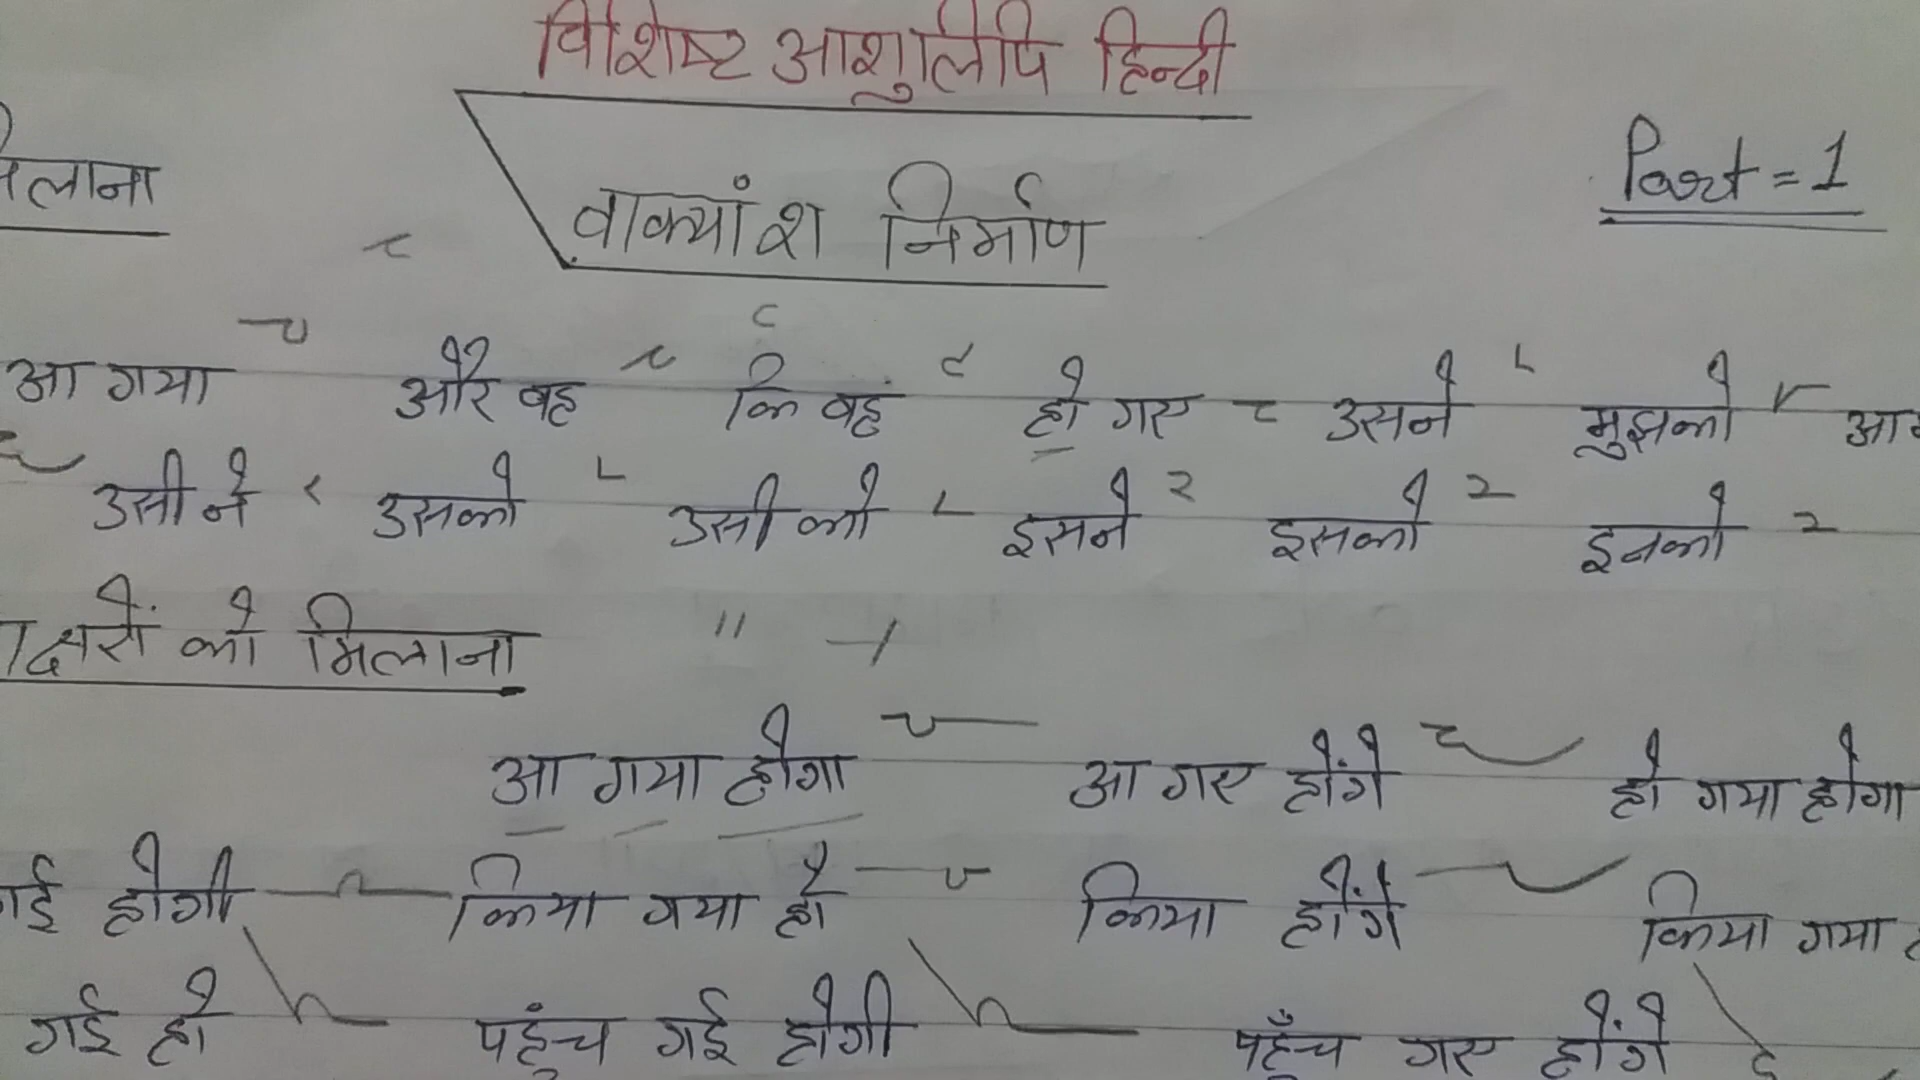 विशिष्ट आशुलिपि हिन्दी
Part = 1
वाक्यांश निर्माण
आ गया और वह कि वह हो गए उसने मुझको
उसी ने उसको उसी को इसने इसको इनको
को मिलाना
आ गया होगा आ गए होंगे हो गया होगा
गई होगी किया गया हो किया होंगे किया गया
गई हो पहुंच गई होगी पहुँच गए होंगे